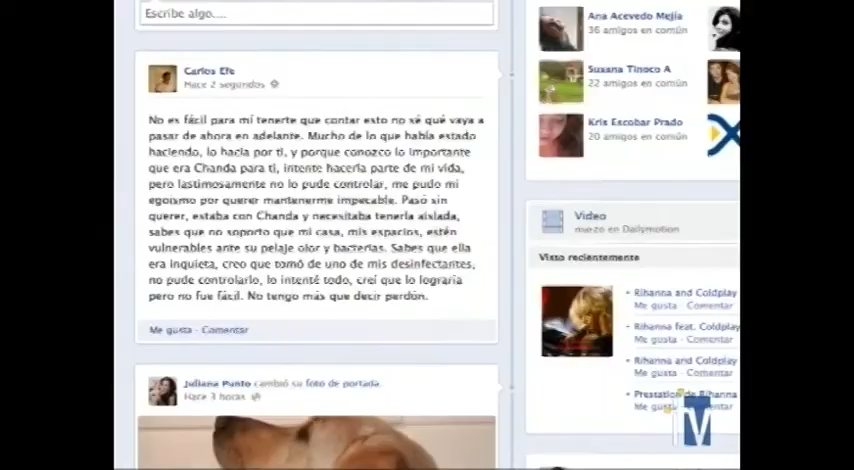 Escribe algo....
Carlos Efe
Hace 2 segundos
No es fácil para mí tenerte que contar esto no sé qué vaya a
pasar de ahora en adelante. Mucho de lo que había estado
haciendo, lo hacía por ti, y porque conozco lo importante
que era Chanda para ti, intente hacerla parte de mi vida,
pero lastimosamente no lo pude controlar, me pudo mi
egoísmo por querer mantenerme impecable. Pasó sin
querer, estaba con Chanda y necesitaba tenerla aislada,
sabes que no soporto que mi casa, mis espacios, estén
vulnerables ante su pelaje olor y bacterias. Sabes que ella
era inquieta, creo que tomó de uno de mis desinfectantes,
no pude controlarlo, lo intenté todo, creí que lo lograría
pero no fue fácil. No tengo más que decir perdón.
Me gusta · Comentar
Juliana Punto cambió su foto de portada.
Hace 3 horas
Ana Acevedo Mejía
36 amigos en común
Susana Tinoco A
22 amigos en común
Kris Escobar Prado
20 amigos en común
Video
marzo en Dailymotion
Visto recientemente
• Rihanna and Coldplay
Me gusta · Comentar
• Rihanna feat. Coldplay
Me gusta · Comentar
• Rihanna and Coldplay
Me gusta · Comentar
• Prestation de Rihanna
Me gusta · Comentar
TV